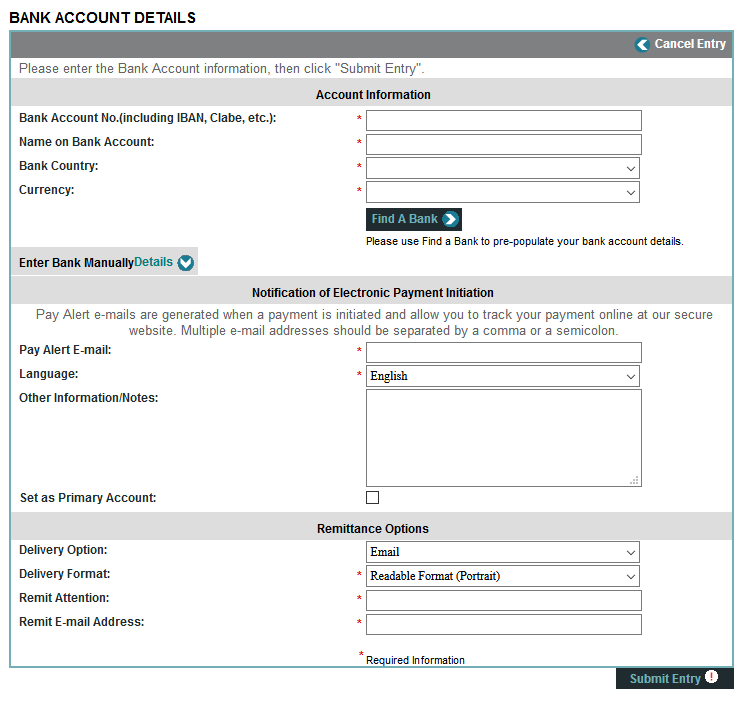 BANK ACCOUNT DETAILS
Cancel Entry
Please enter the Bank Account information, then click "Submit Entry".
Account Information
Bank Account No.(including IBAN, Clabe, etc.): *
Name on Bank Account: *
Bank Country: *
Currency: *
Find A Bank
Please use Find a Bank to pre-populate your bank account details.
Enter Bank ManuallyDetails
Notification of Electronic Payment Initiation
Pay Alert e-mails are generated when a payment is initiated and allow you to track your payment online at our secure
website. Multiple e-mail addresses should be separated by a comma or a semicolon.
Pay Alert E-mail: *
Language: * English
Other Information/Notes:
Set as Primary Account:
Remittance Options
Delivery Option: Email
Delivery Format: * Readable Format (Portrait)
Remit Attention: *
Remit E-mail Address: *
* Required Information
Submit Entry !